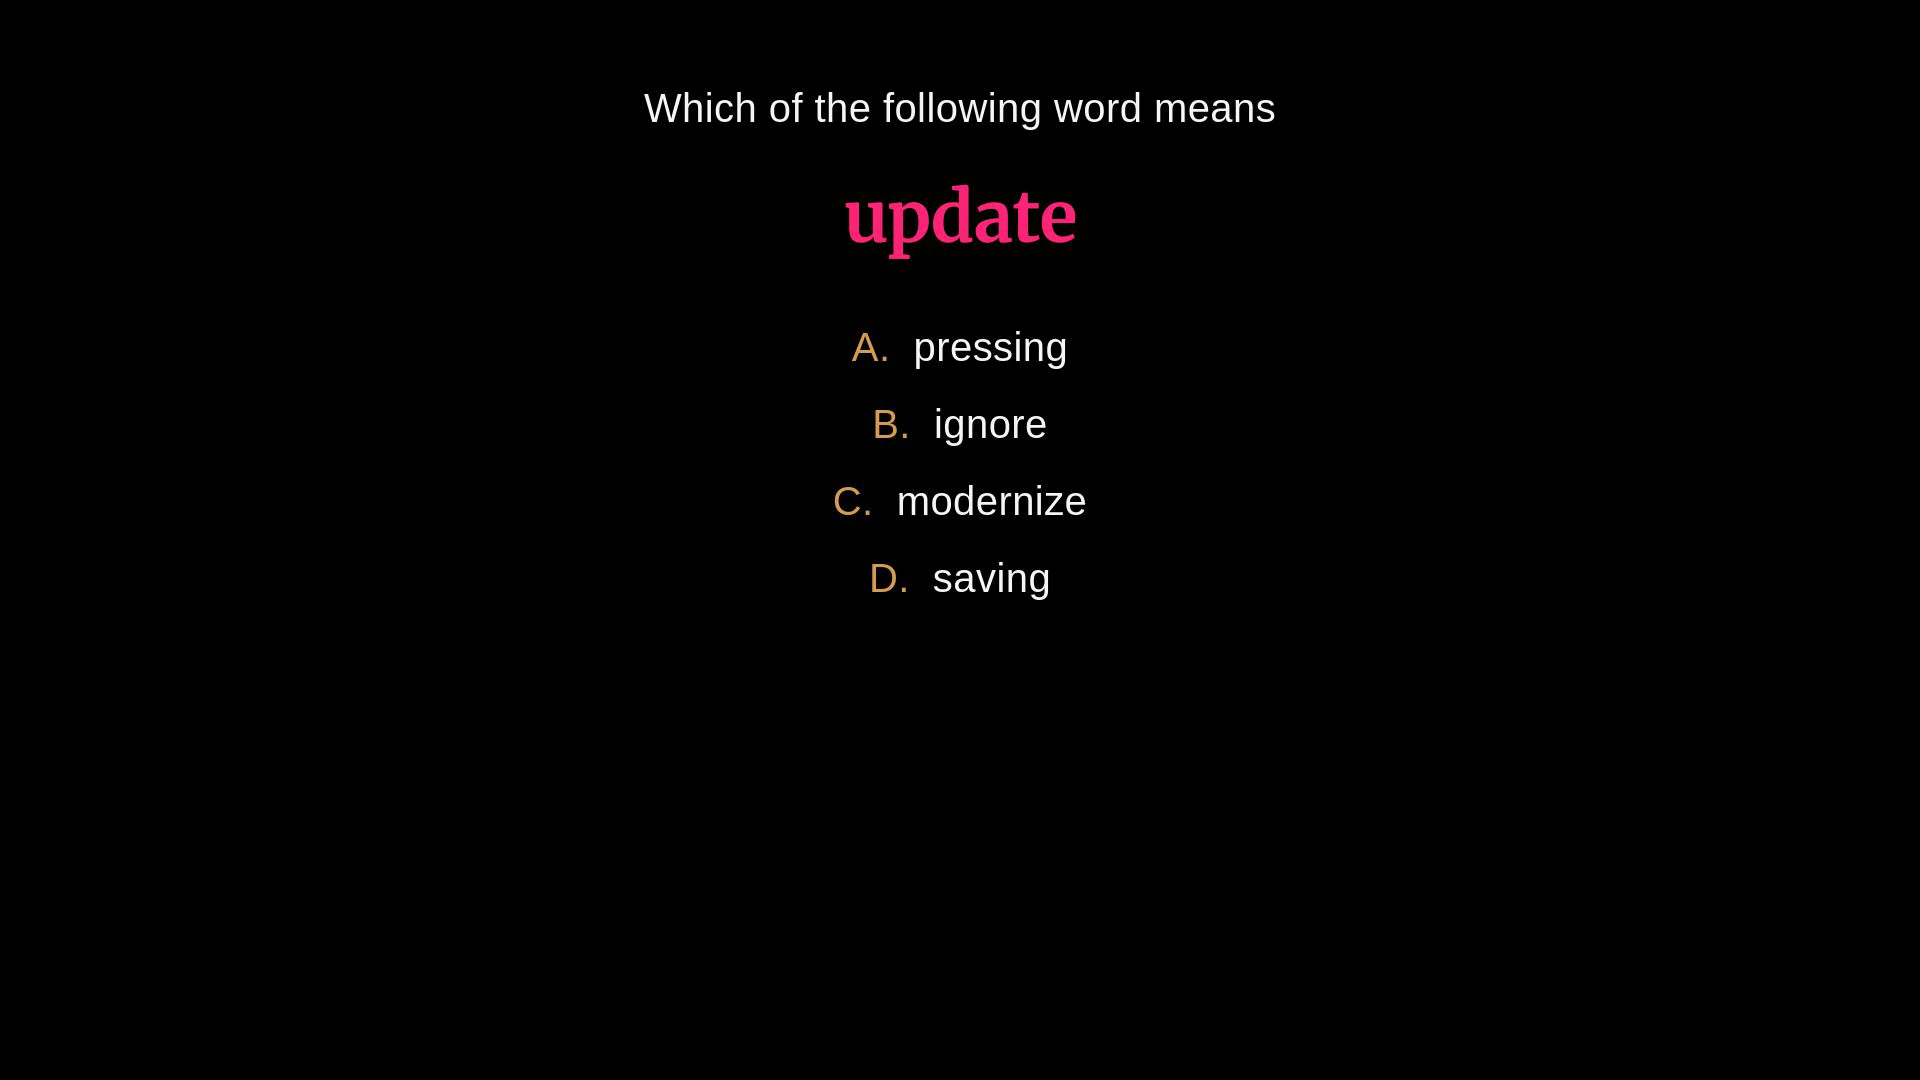 Which of the following word means
update
A. pressing
B. ignore
C. modernize
D. saving